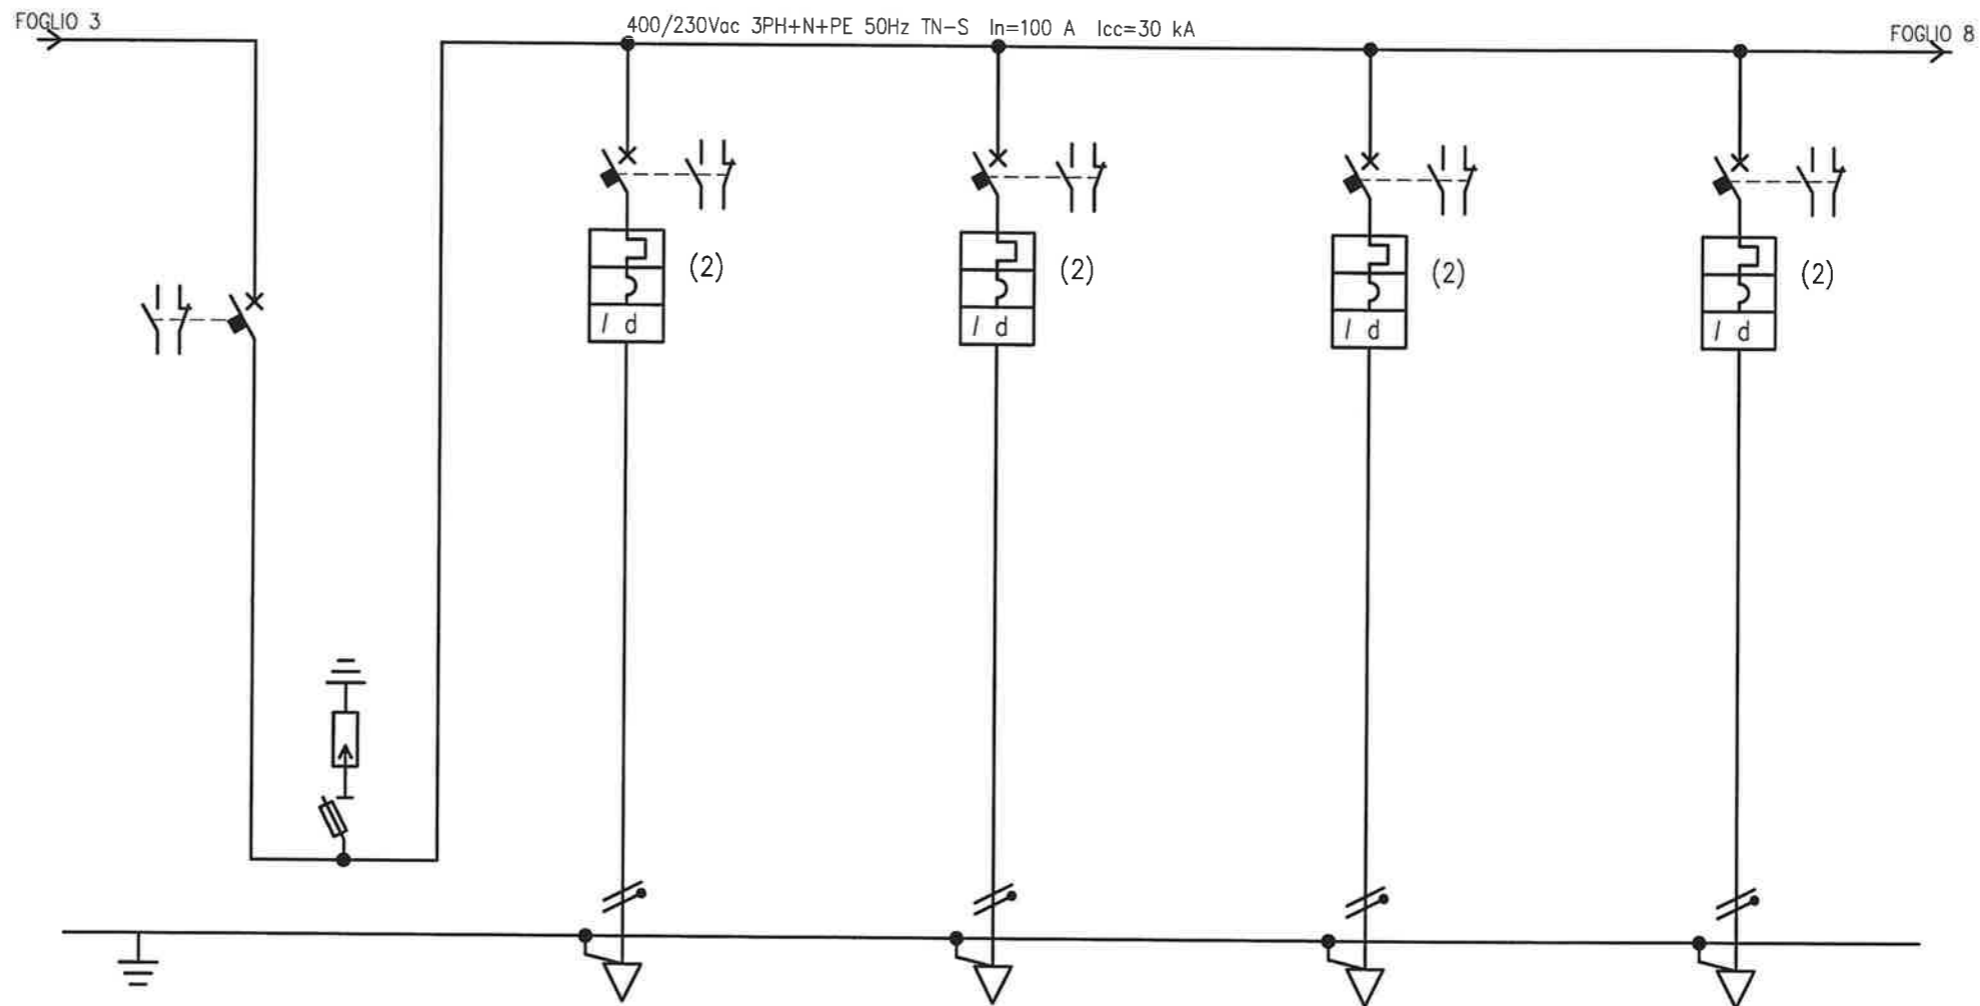 FOGLIO 3
400/230Vac 3PH+N+PE 50Hz TN-S In=100 A Icc=30 kA
FOGLIO 8
(2)
(2)
(2)
(2)
I d
I d
I d
I d